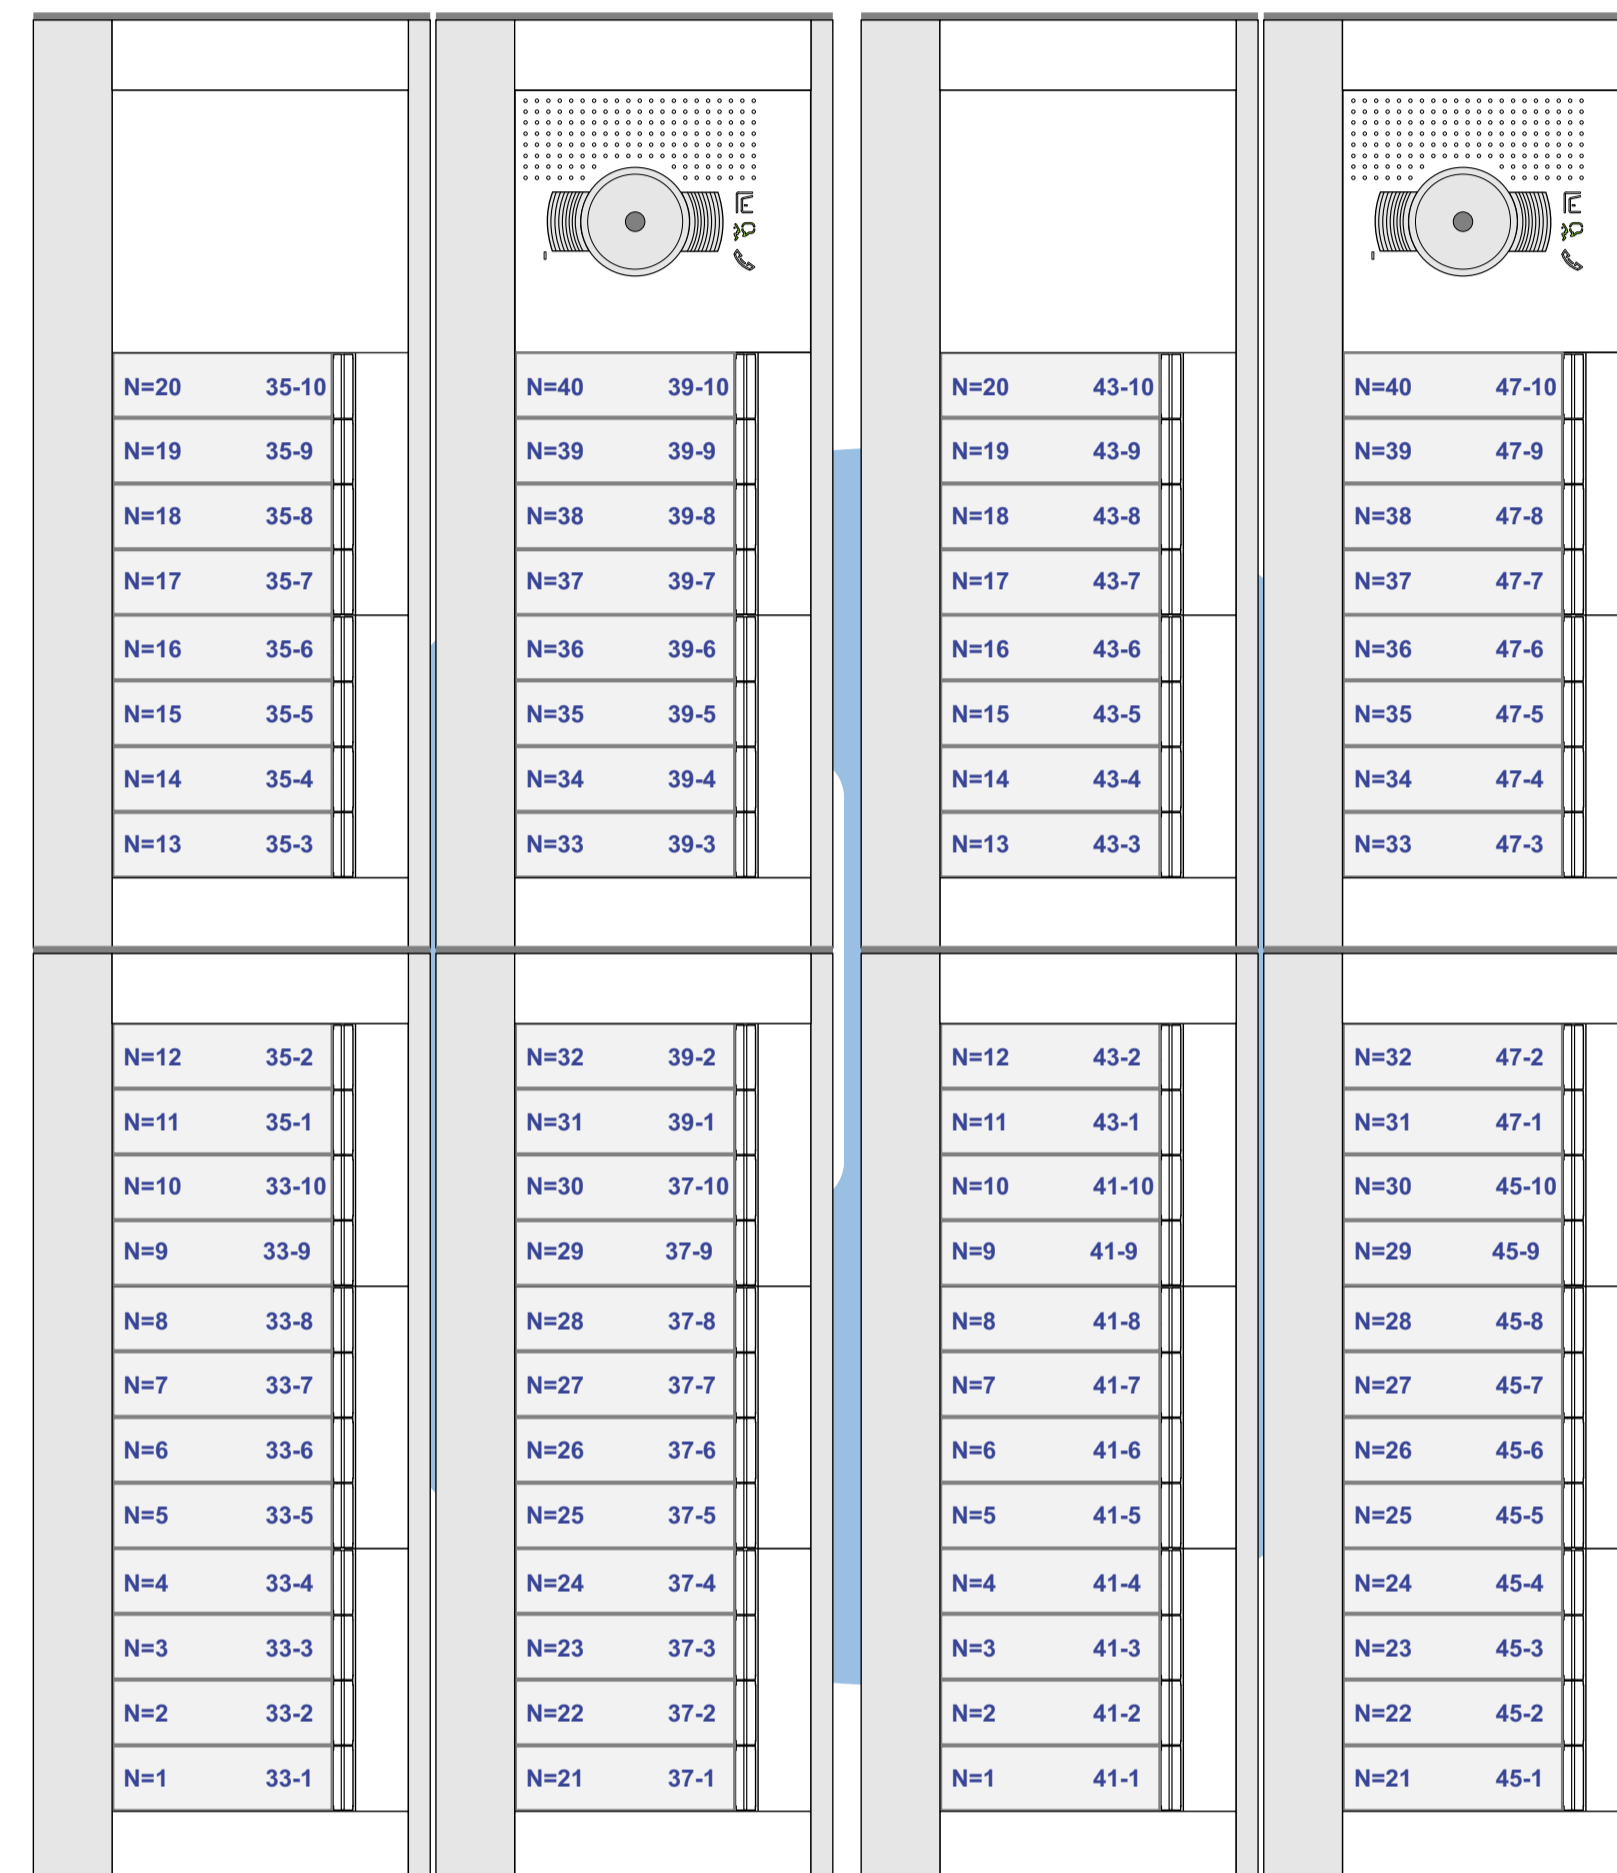 N=20 35-10 N=40 39-10 N=20 43-10 N=40 47-10
N=19 35-9 N=39 39-9 N=19 43-9 N=39 47-9
N=18 35-8 N=38 39-8 N=18 43-8 N=38 47-8
N=17 35-7 N=37 39-7 N=17 43-7 N=37 47-7
N=16 35-6 N=36 39-6 N=16 43-6 N=36 47-6
N=15 35-5 N=35 39-5 N=15 43-5 N=35 47-5
N=14 35-4 N=34 39-4 N=14 43-4 N=34 47-4
N=13 35-3 N=33 39-3 N=13 43-3 N=33 47-3
N=12 35-2 N=32 39-2 N=12 43-2 N=32 47-2
N=11 35-1 N=31 39-1 N=11 43-1 N=31 47-1
N=10 33-10 N=30 37-10 N=10 41-10 N=30 45-10
N=9 33-9 N=29 37-9 N=9 41-9 N=29 45-9
N=8 33-8 N=28 37-8 N=8 41-8 N=28 45-8
N=7 33-7 N=27 37-7 N=7 41-7 N=27 45-7
N=6 33-6 N=26 37-6 N=6 41-6 N=26 45-6
N=5 33-5 N=25 37-5 N=5 41-5 N=25 45-5
N=4 33-4 N=24 37-4 N=4 41-4 N=24 45-4
N=3 33-3 N=23 37-3 N=3 41-3 N=23 45-3
N=2 33-2 N=22 37-2 N=2 41-2 N=22 45-2
N=1 33-1 N=21 37-1 N=1 41-1 N=21 45-1